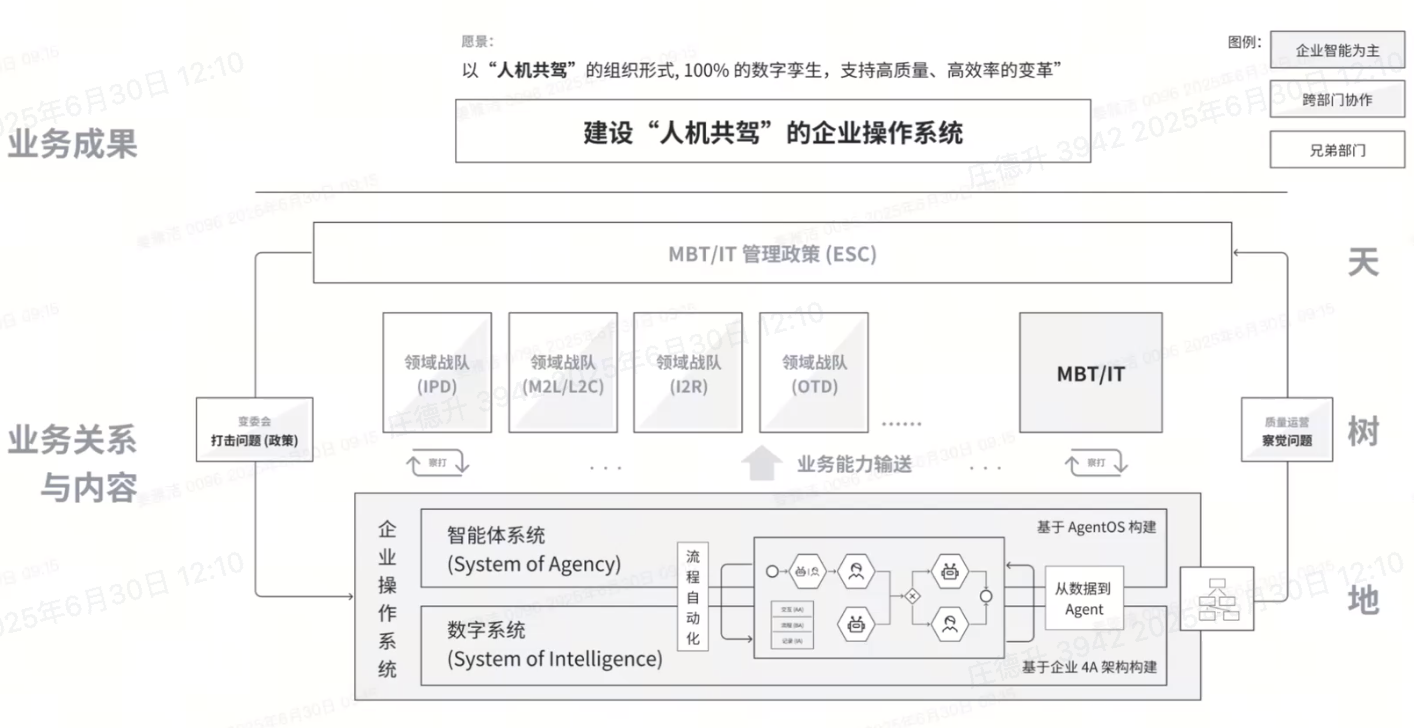 愿景：
以“人机共驾”的组织形式, 100% 的数字孪生，支持高质量、高效率的变革”
图例：
企业智能为主
跨部门协作
兄弟部门
业务成果
建设“人机共驾”的企业操作系统
MBT/IT 管理政策 (ESC)
天
领域战队
(IPD)
领域战队
(M2L/L2C)
领域战队
(I2R)
领域战队
(OTD)
……
MBT/IT
变委会
打击问题 (政策)
质量运营
察觉问题
业务关系
与内容
树
察打
. . .
业务能力输送
. . .
察打
企业操作系统
智能体系统
(System of Agency)
基于 AgentOS 构建
流程自动化
从数据到
Agent
数字系统
(System of Intelligence)
基于企业 4A 架构构建
地
庄德升 3942 2025年6月30日 12:10
2025年6月30日 12:10